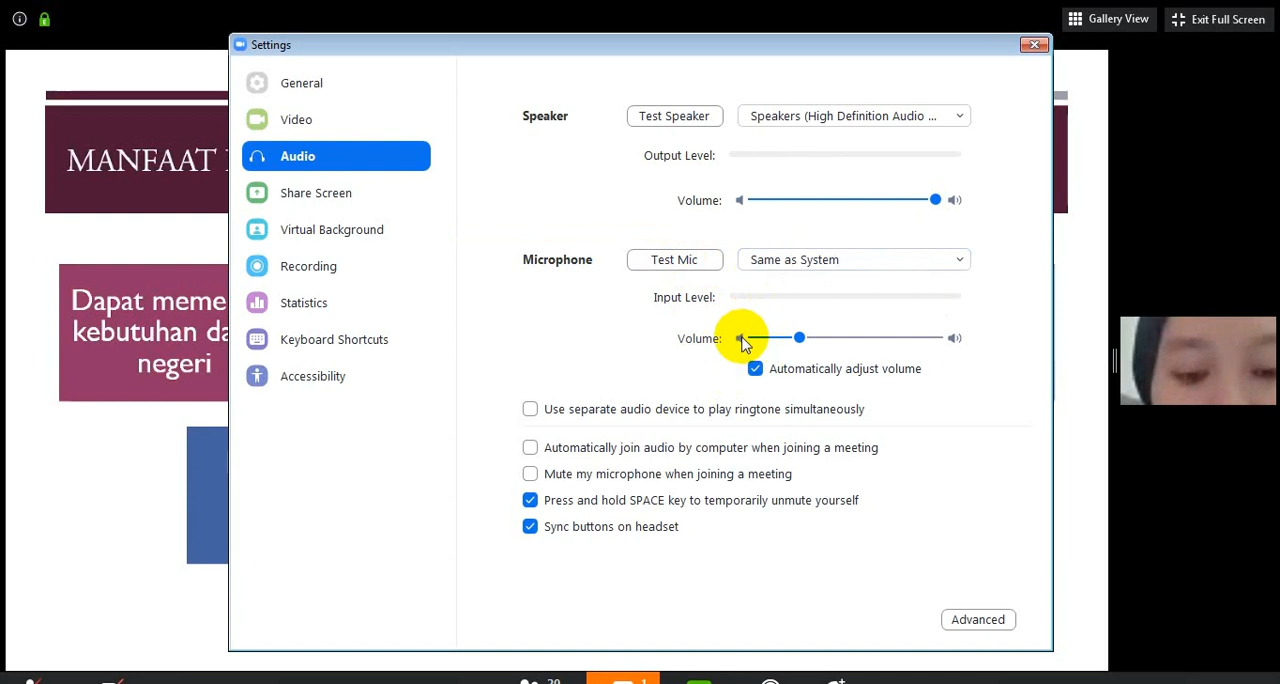 Gallery View
Exit Full Screen
Settings
General
Video
Audio
Share Screen
Virtual Background
Recording
Statistics
Keyboard Shortcuts
Accessibility
Speaker
Test Speaker
Speakers (High Definition Audio ...
Output Level:
Volume:
Microphone
Test Mic
Same as System
Input Level:
Volume:
Automatically adjust volume
Use separate audio device to play ringtone simultaneously
Automatically join audio by computer when joining a meeting
Mute my microphone when joining a meeting
Press and hold SPACE key to temporarily unmute yourself
Sync buttons on headset
Advanced
MANFAAT
Dapat meme
kebutuhan da
negeri
20
1